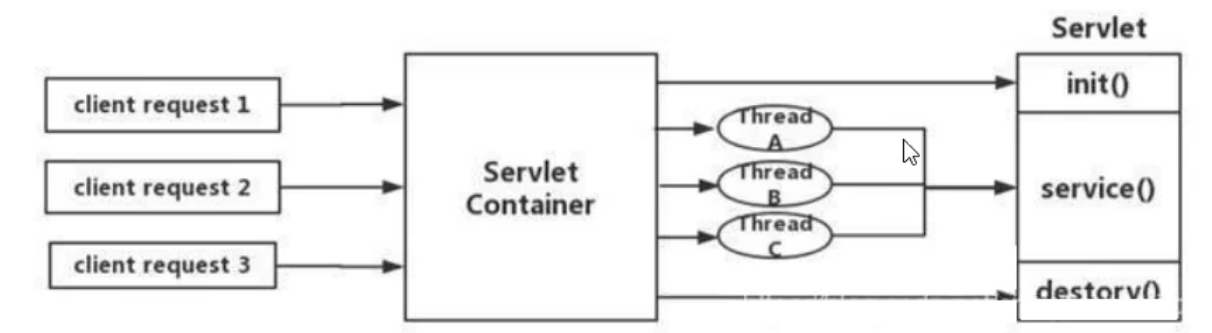 Servlet
client request 1
client request 2
client request 3
Servlet
Container
Thread
A
Thread
B
Thread
C
init()
service()
destory()